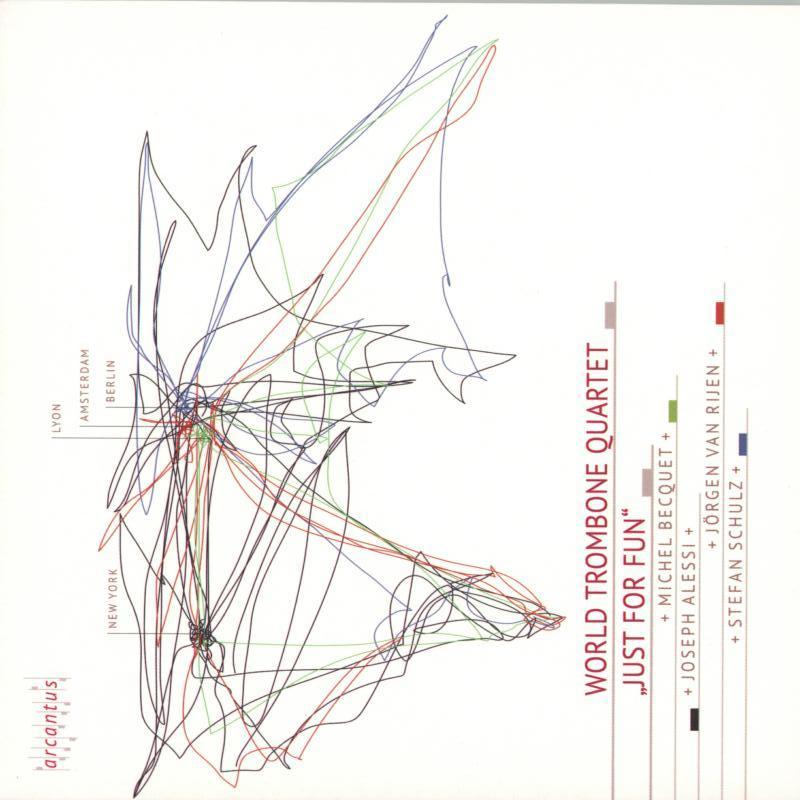 arcantus
NEW YORK
LYON
AMSTERDAM
BERLIN
WORLD TROMBONE QUARTET
„JUST FOR FUN“
+ MICHEL BECQUET +
+ JOSEPH ALESSI +
+ JÖRGEN VAN RIJEN +
+ STEFAN SCHULZ +